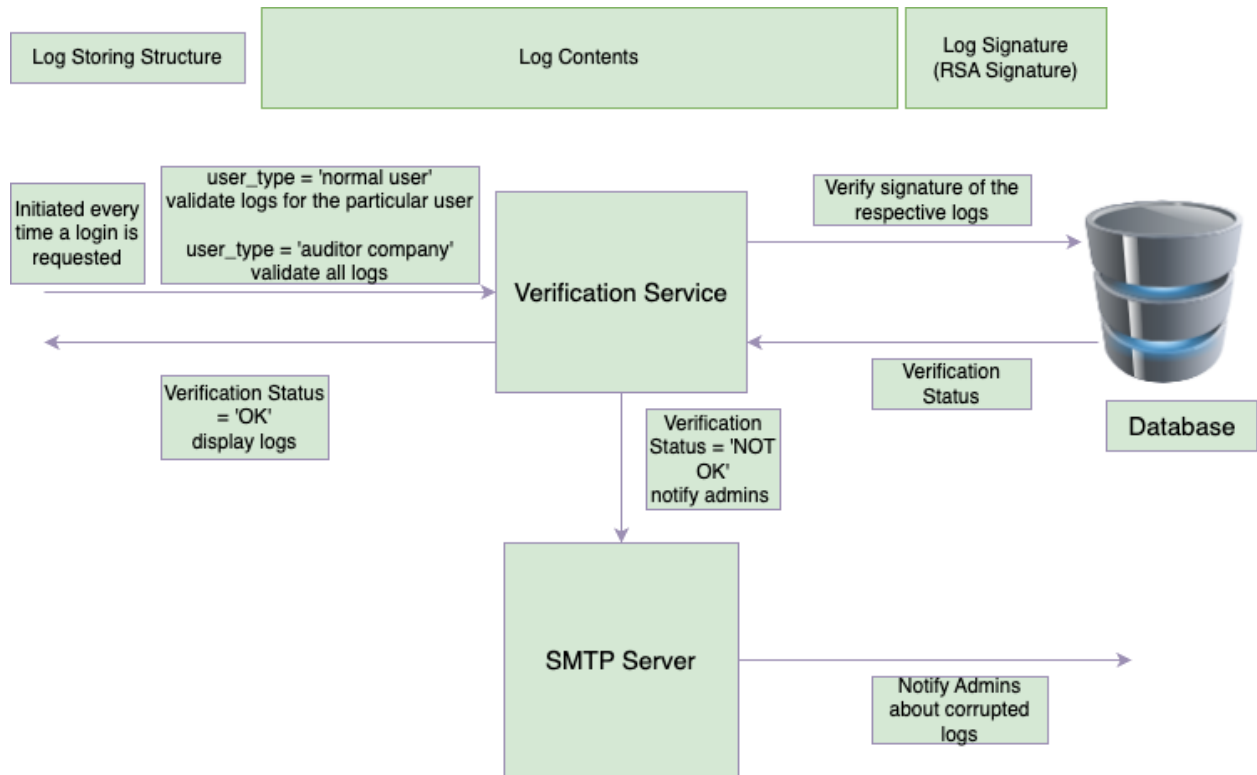 Log Storing Structure
Log Contents
Log Signature
(RSA Signature)
Initiated every
time a login is
requested
user_type = 'normal user'
validate logs for the particular user
user_type = 'auditor company'
validate all logs
Verification Service
Verify signature of the
respective logs
Verification Status
= 'OK'
display logs
Verification
Status = 'NOT
OK'
notify admins
Verification
Status
Database
SMTP Server
Notify Admins
about corrupted
logs